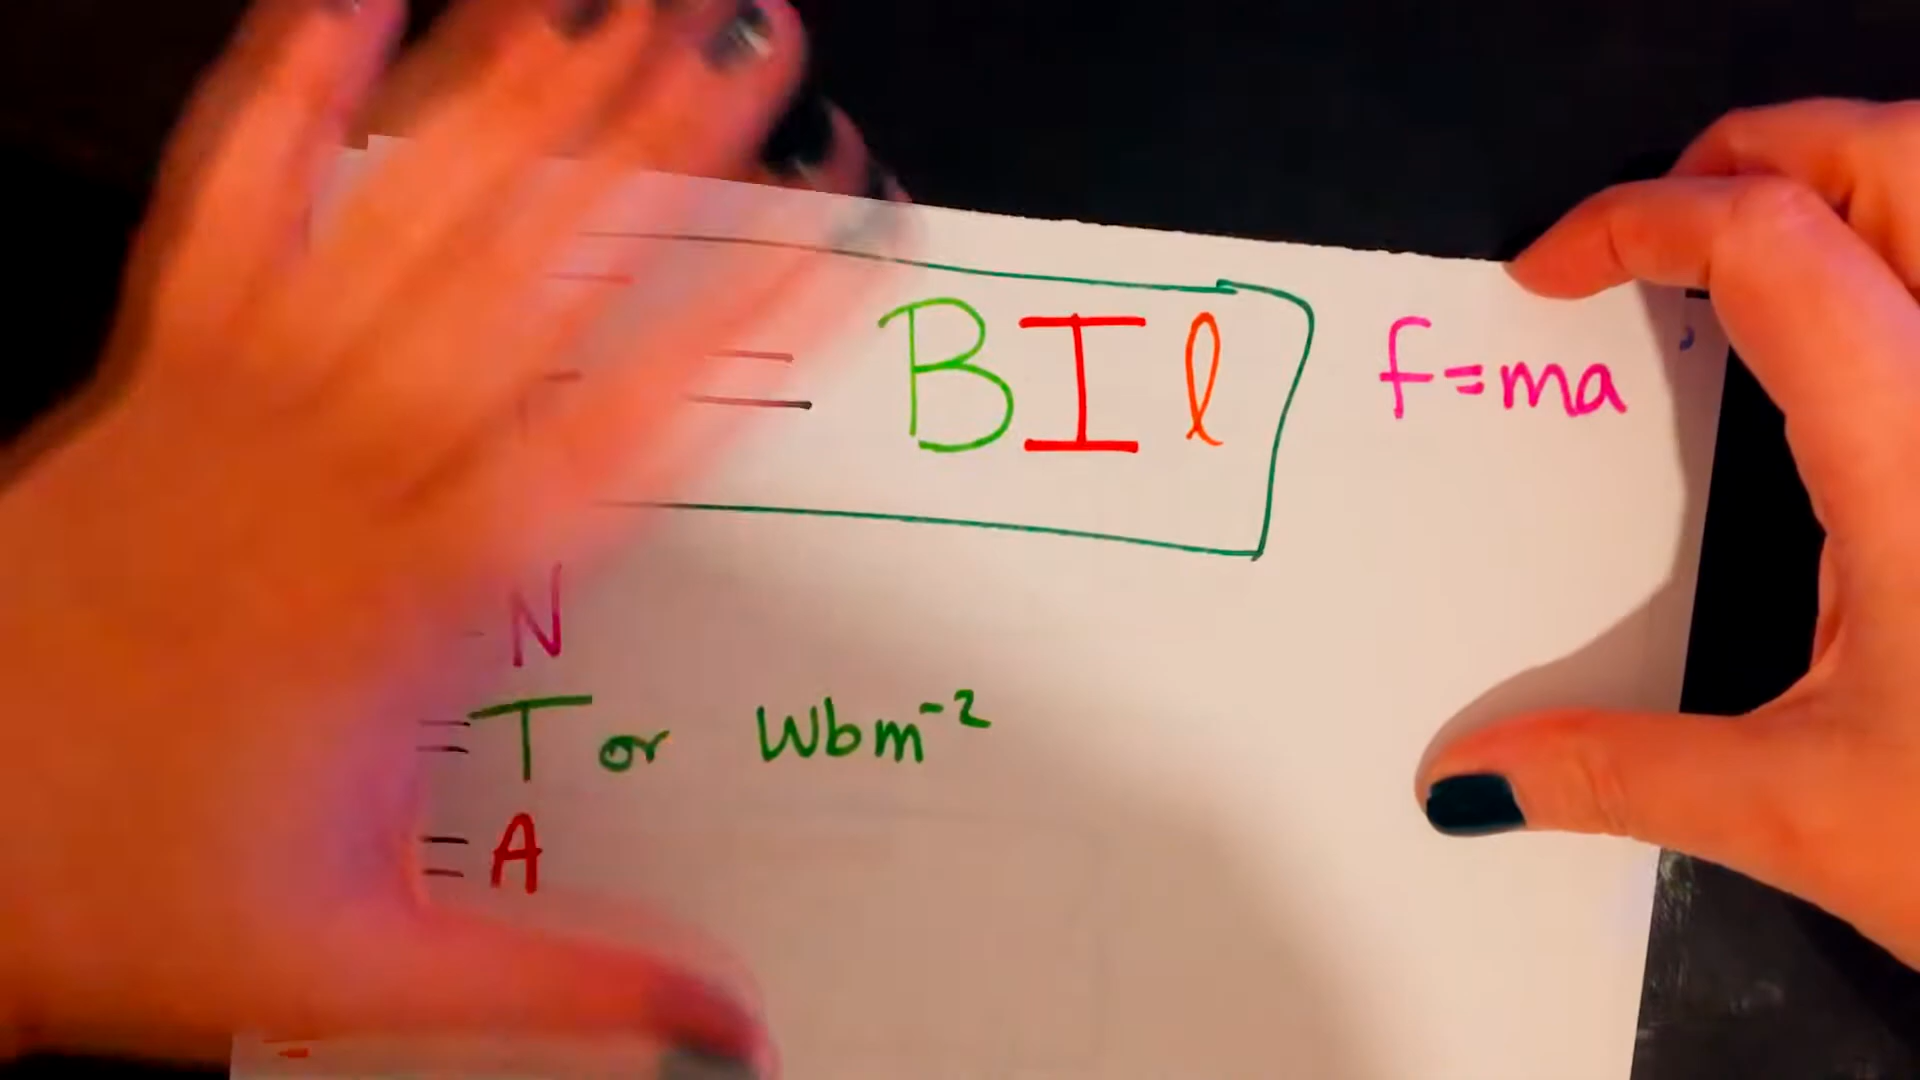 = BIl
f=ma
N
= T or Wbm⁻²
= A